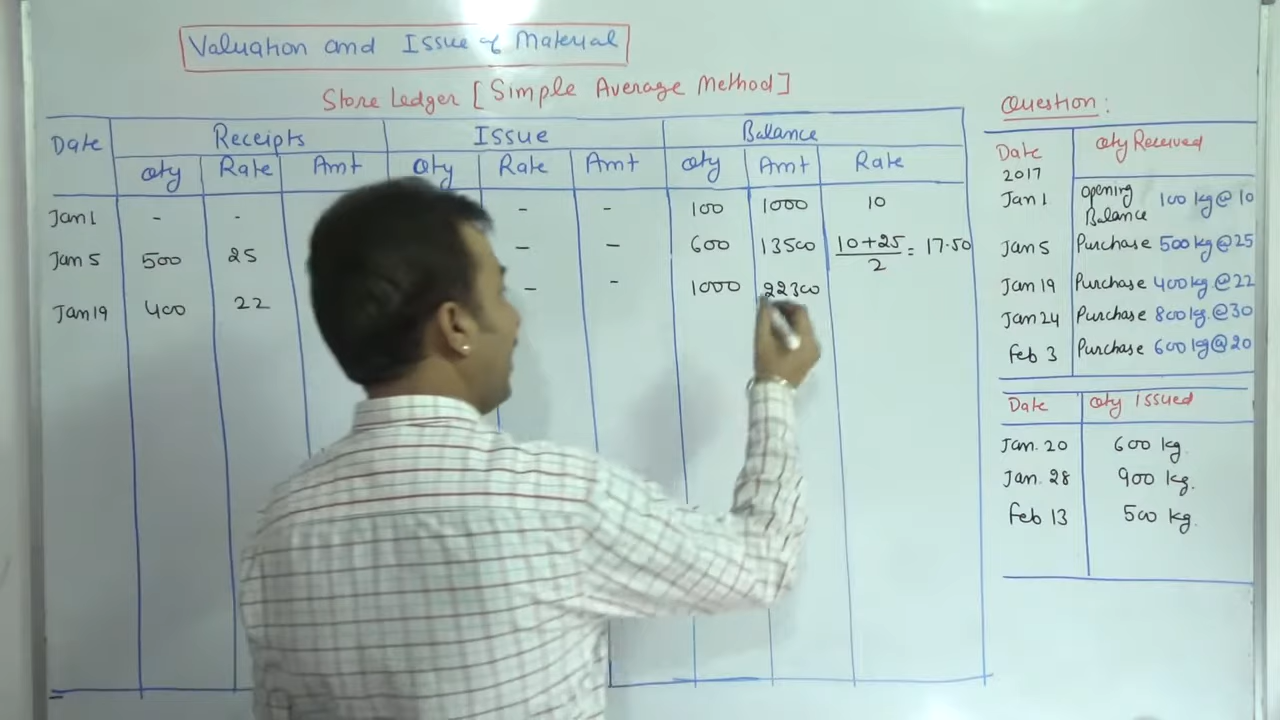 Valuation and Issue of Material
Store Ledger [Simple Average Method]
Date Receipts Issue Balance
Qty Rate Amt Qty Rate Amt Qty Amt Rate
Jan 1 - - - - 100 1000 10
Jan 5 500 25 - - 600 13500 10+25/2 = 17.50
Jan 19 400 22 - - 1000 22300
Question:
Date 2017 Qty Received
Jan 1 Opening Balance 100 kg @ 10
Jan 5 Purchase 500 kg @ 25
Jan 19 Purchase 400 kg @ 22
Jan 24 Purchase 800 kg. @ 30
Feb 3 Purchase 600 kg @ 20
Date Qty Issued
Jan. 20 600 kg.
Jan. 28 900 kg.
Feb 13 500 kg.